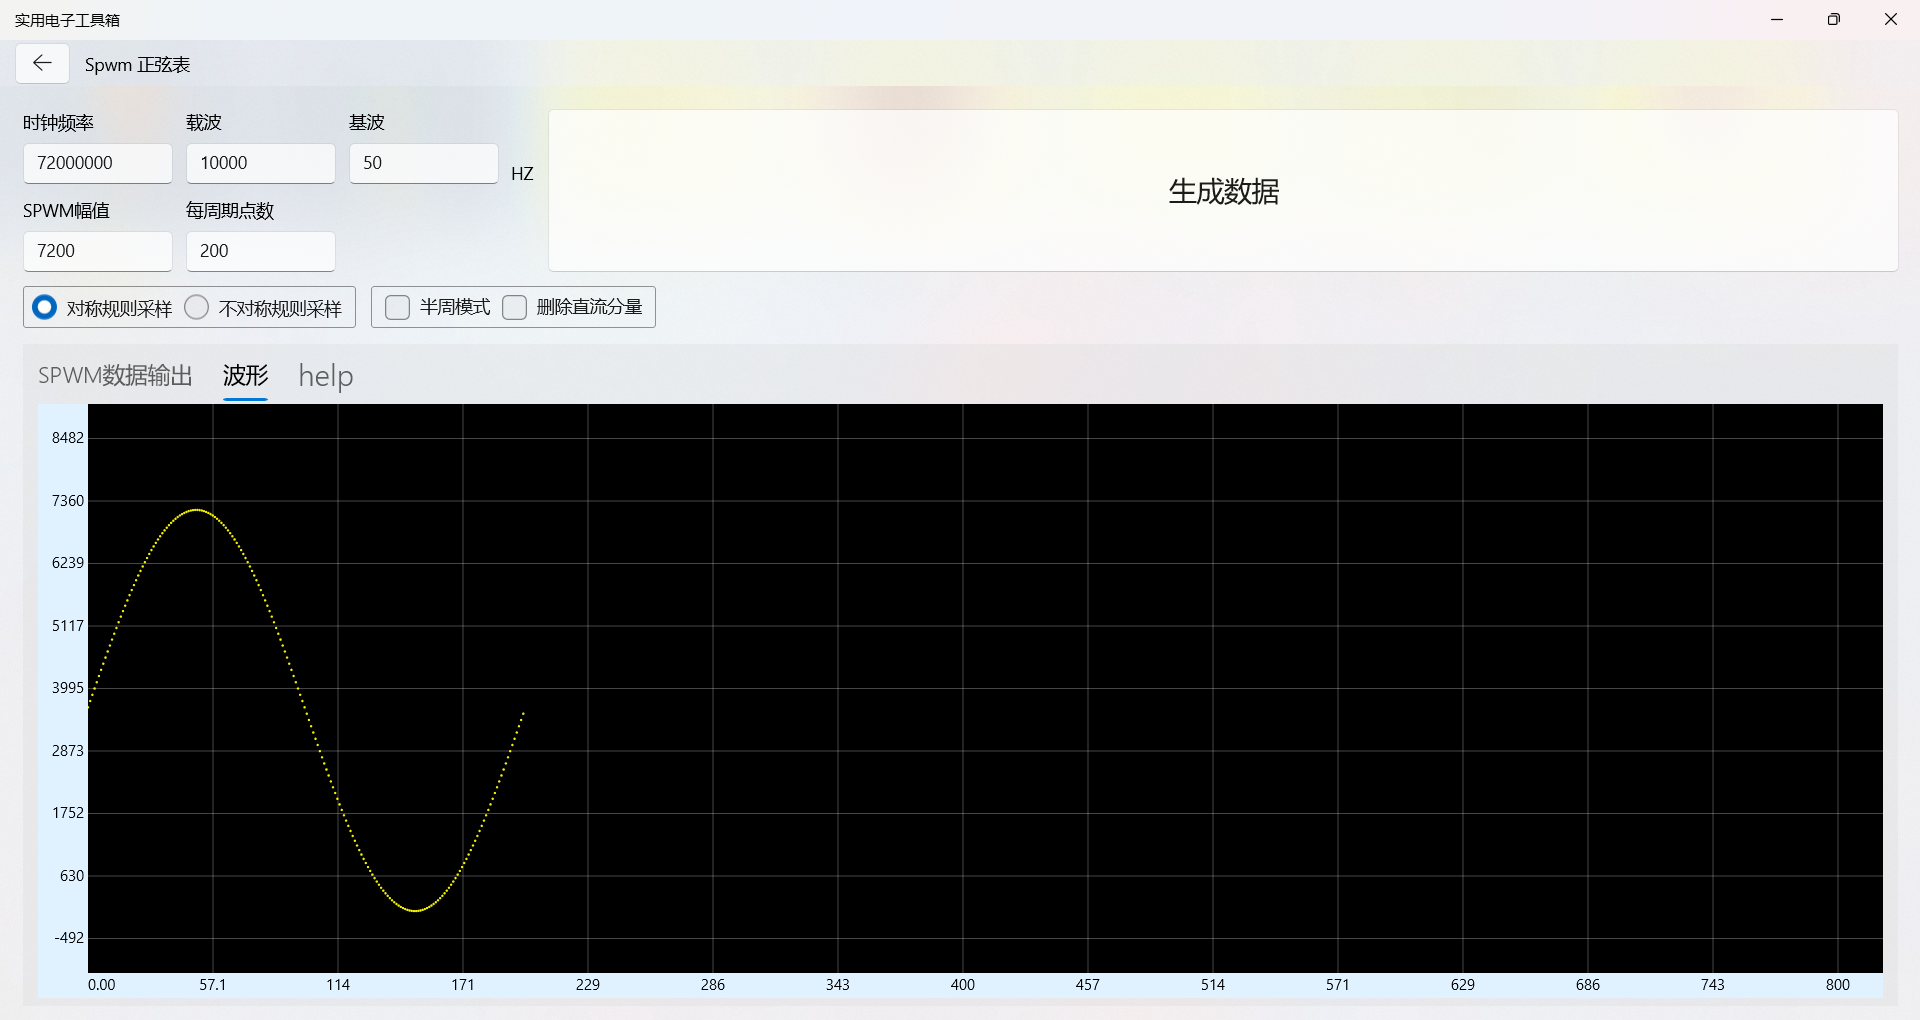 实用电子工具箱
Spwm 正弦表
时钟频率 载波 基波
72000000 10000 50 HZ
SPWM幅值 每周期点数
7200 200
生成数据
对称规则采样 不对称规则采样 半周模式 删除直流分量
SPWM数据输出 波形 help
8482
7360
6239
5117
3995
2873
1752
630
-492
0.00 57.1 114 171 229 286 343 400 457 514 571 629 686 743 800